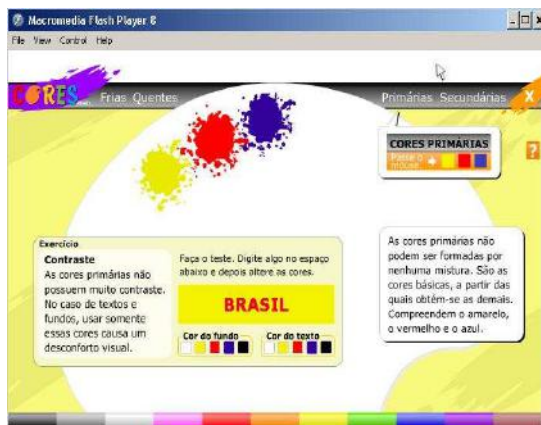 Macromedia Flash Player 8
File View Control Help
CORES
Frias Quentes
Primárias Secundárias
X
CORES PRIMÁRIAS
Passe o
mouse
?
Exercício
Contraste
As cores primárias não
possuem muito contraste.
No caso de textos e
fundos, usar somente
essas cores causa um
desconforto visual.
Faça o teste. Digite algo no espaço
abaixo e depois altere as cores.
BRASIL
Cor do fundo
Cor do texto
As cores primárias não
podem ser formadas por
nenhuma mistura. São as
cores básicas, a partir das
quais obtém-se as demais.
Compreendem o amarelo,
o vermelho e o azul.